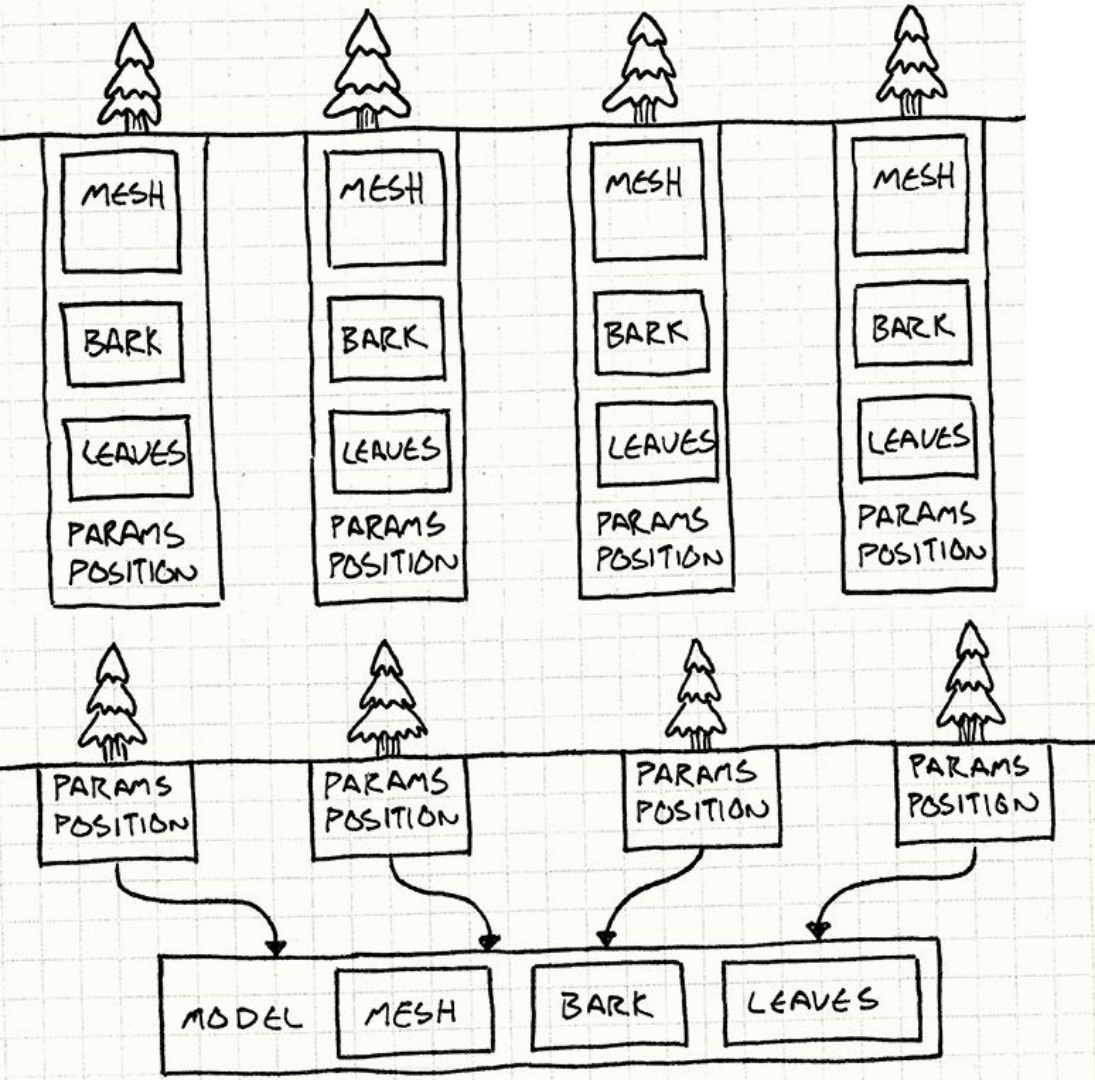 MESH MESH MESH MESH
BARK BARK BARK BARK
LEAVES LEAVES LEAVES LEAVES
PARAMS PARAMS PARAMS PARAMS
POSITION POSITION POSITION POSITION
PARAMS PARAMS PARAMS PARAMS
POSITION POSITION POSITION POSITION
MODEL MESH BARK LEAVES